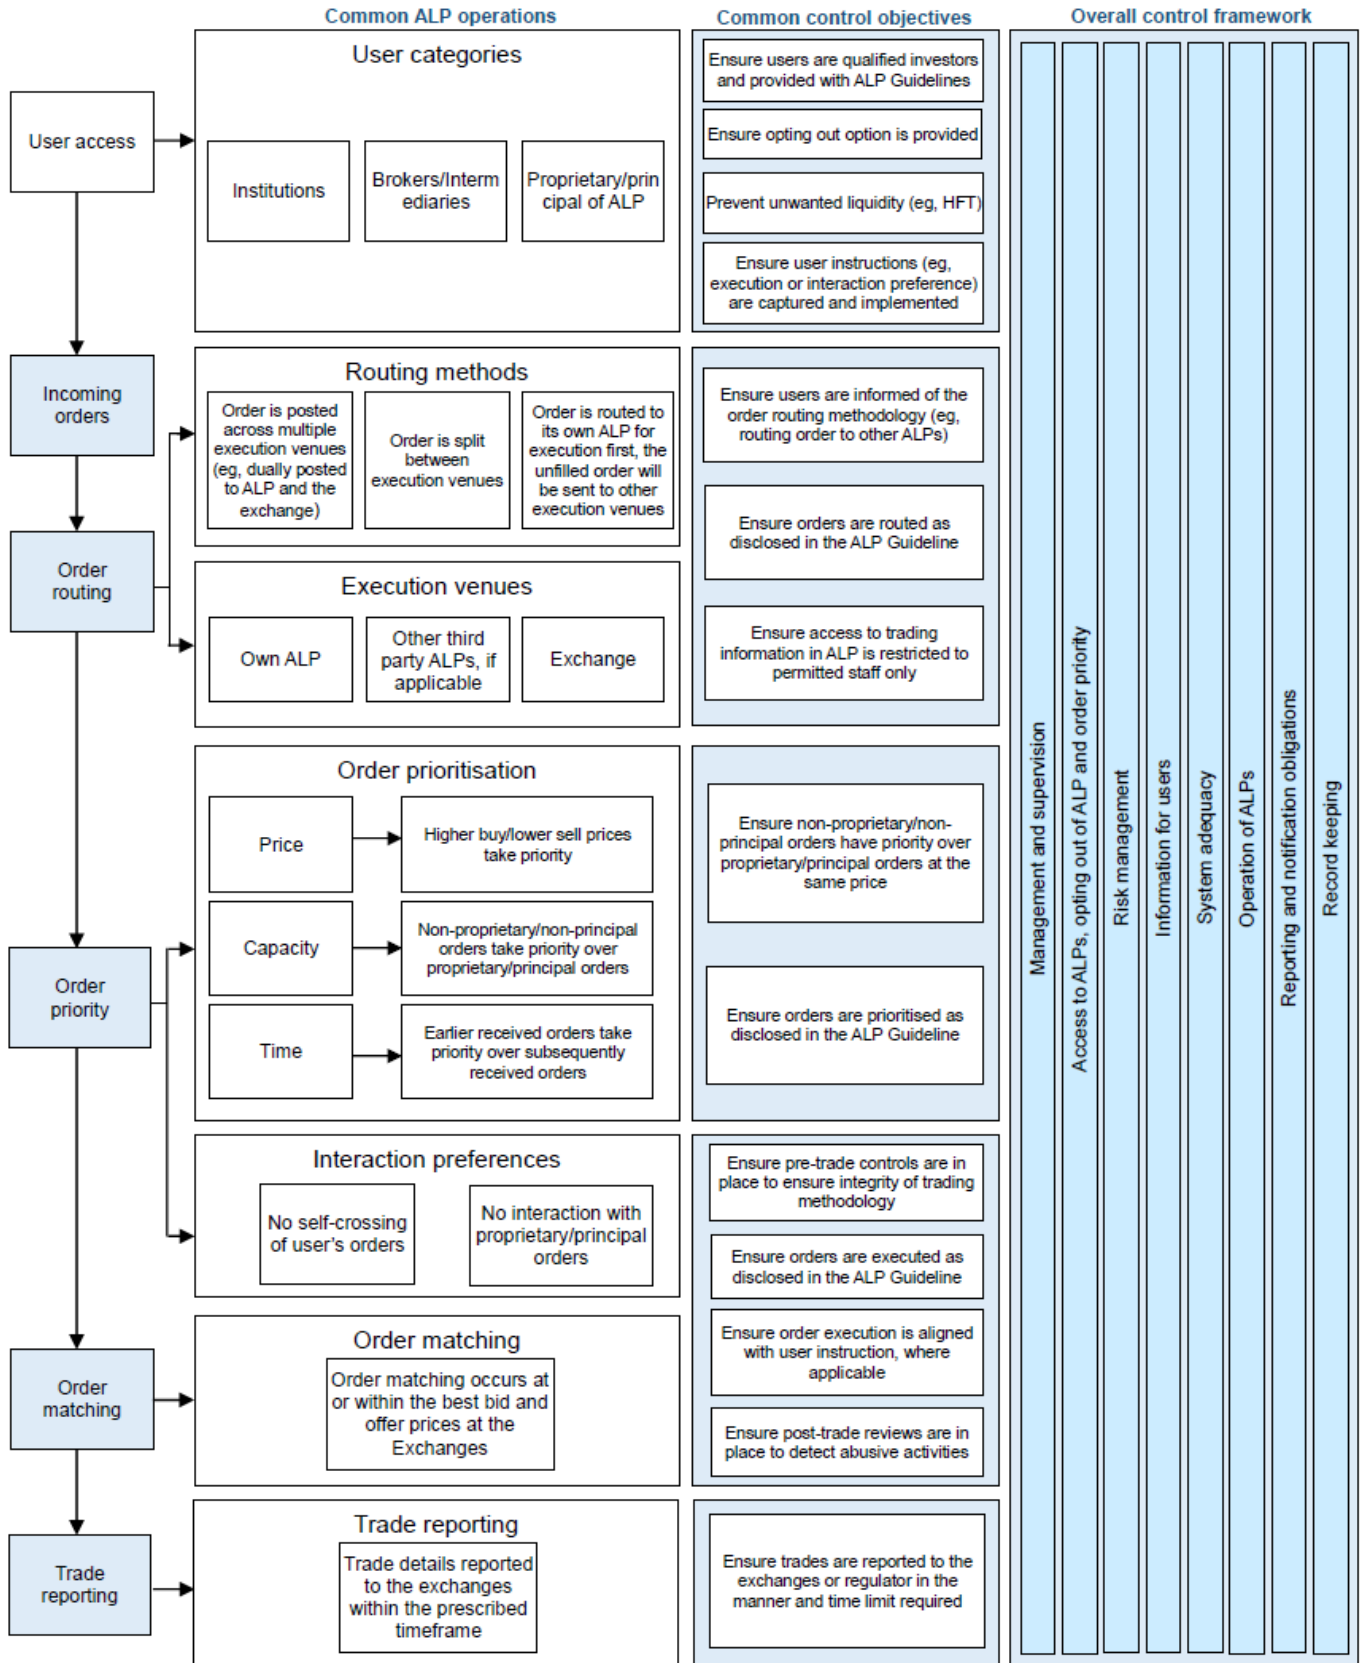 Common ALP operations
Common control objectives
Overall control framework
User access
User categories
Institutions
Brokers/Interm
ediaries
Proprietary/prin
cipal of ALP
Ensure users are qualified investors
and provided with ALP Guidelines
Ensure opting out option is provided
Prevent unwanted liquidity (eg, HFT)
Ensure user instructions (eg,
execution or interaction preference)
are captured and implemented
Incoming
orders
Order
routing
Routing methods
Order is posted
across multiple
execution venues
(eg, dually posted
to ALP and the
exchange)
Order is split
between
execution venues
Order is routed to
its own ALP for
execution first, the
unfilled order will
be sent to other
execution venues
Execution venues
Own ALP
Other third
party ALPs, if
applicable
Exchange
Ensure users are informed of the
order routing methodology (eg,
routing order to other ALPs)
Ensure orders are routed as
disclosed in the ALP Guideline
Ensure access to trading
information in ALP is restricted to
permitted staff only
Order
priority
Order prioritisation
Price
Higher buy/lower sell prices
take priority
Capacity
Non-proprietary/non-principal
orders take priority over
proprietary/principal orders
Time
Earlier received orders take
priority over subsequently
received orders
Ensure non-proprietary/non-
principal orders have priority over
proprietary/principal orders at the
same price
Ensure orders are prioritised as
disclosed in the ALP Guideline
Interaction preferences
No self-crossing
of user's orders
No interaction with
proprietary/principal
orders
Ensure pre-trade controls are in
place to ensure integrity of trading
methodology
Ensure orders are executed as
disclosed in the ALP Guideline
Ensure order execution is aligned
with user instruction, where
applicable
Ensure post-trade reviews are in
place to detect abusive activities
Order
matching
Order matching
Order matching occurs at
or within the best bid and
offer prices at the
Exchanges
Trade
reporting
Trade reporting
Trade details reported
to the exchanges
within the prescribed
timeframe
Ensure trades are reported to the
exchanges or regulator in the
manner and time limit required
Management and supervision
Access to ALPs, opting out of ALP and order priority
Risk management
Information for users
System adequacy
Operation of ALPs
Reporting and notification obligations
Record keeping